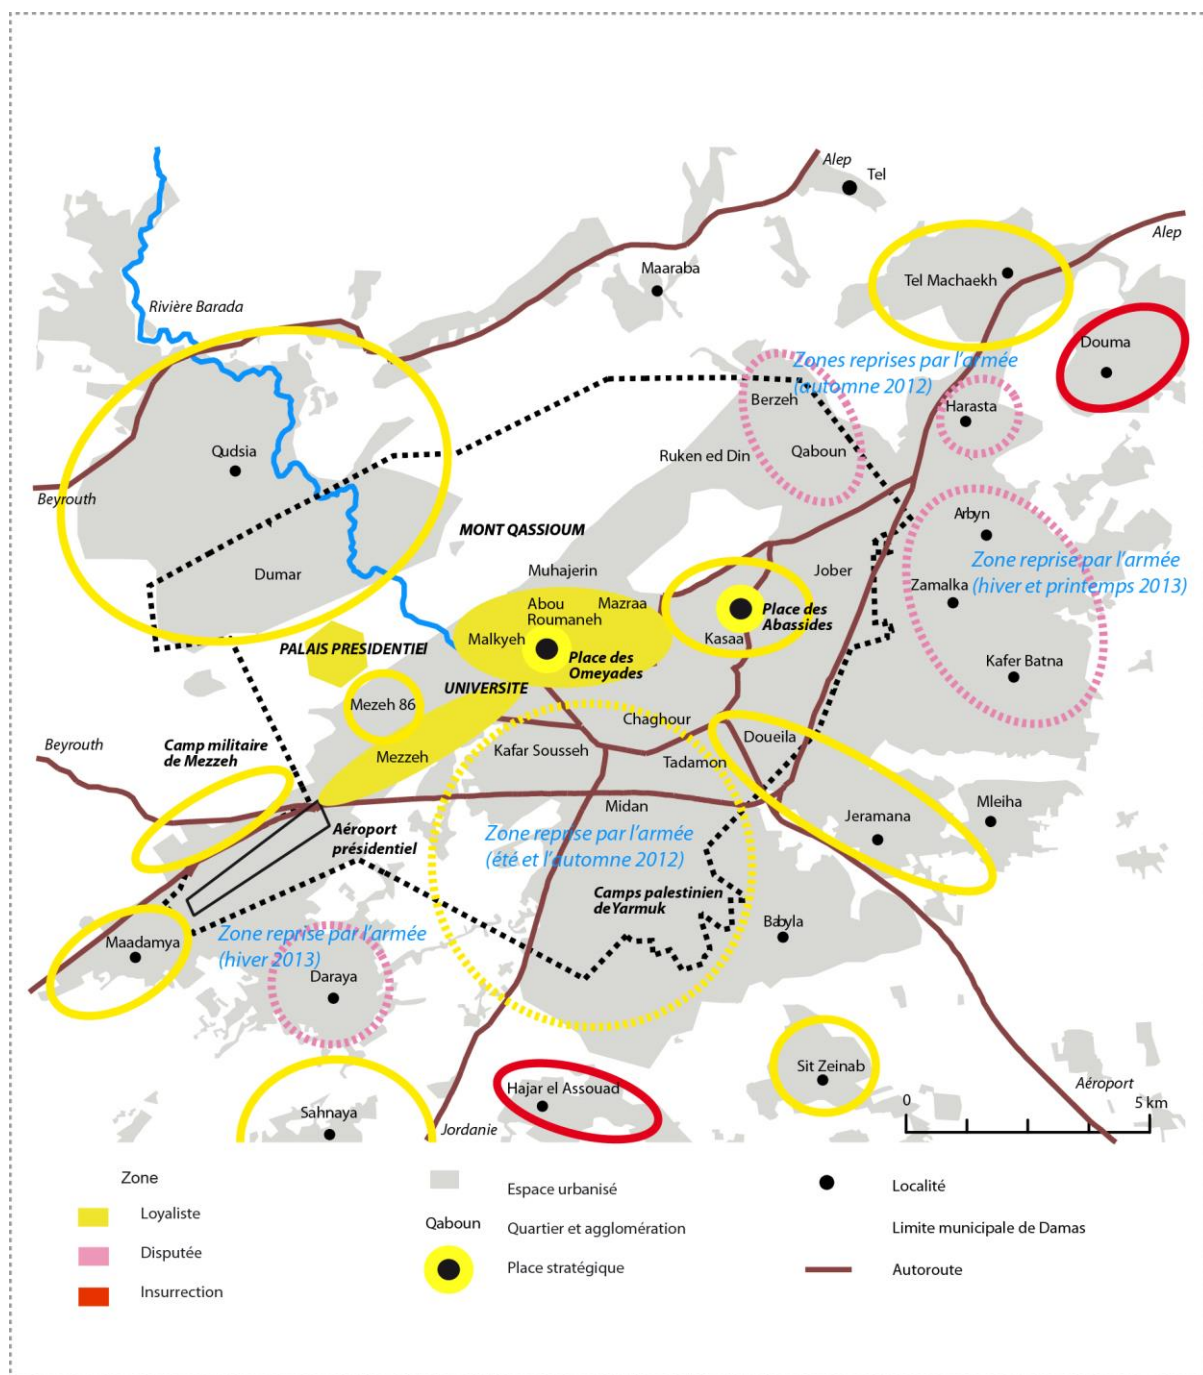 Alep
Tel
Alep
Maaraba
Tel Machaekh
Rivière Barada
Douma
Zones reprises par l'armée
(automne 2012)
Berzeh
Harasta
Qudsia
Ruken ed Din
Qaboun
Beyrouth
Arbyn
MONT QASSIOUM
Zone reprise par l'armée
(hiver et printemps 2013)
Dumar
Muhajerin
Jober
Zamalka
Abou
Roumaneh
Mazraa
Place des
Abassides
Malkyeh
Kasaa
PALAIS PRESIDENTIEl
Place des
Omeyades
Kafer Batna
UNIVERSITE
Mezeh 86
Chaghour
Beyrouth
Camp militaire
de Mezzeh
Mezzeh
Kafar Sousseh
Doueila
Tadamon
Midan
Jeramana
Mleiha
Aéroport
présidentiel
Zone reprise par l'armée
(été et l'automne 2012)
Camps palestinien
de Yarmuk
Babyla
Maadamya
Zone reprise par l'armée
(hiver 2013)
Daraya
Sit Zeinab
Hajar el Assouad
Aéroport
Sahnaya
Jordanie
0
5 km
Zone
Loyaliste
Disputée
Insurrection
Espace urbanisé
Qaboun
Quartier et agglomération
Place stratégique
Localité
Limite municipale de Damas
Autoroute